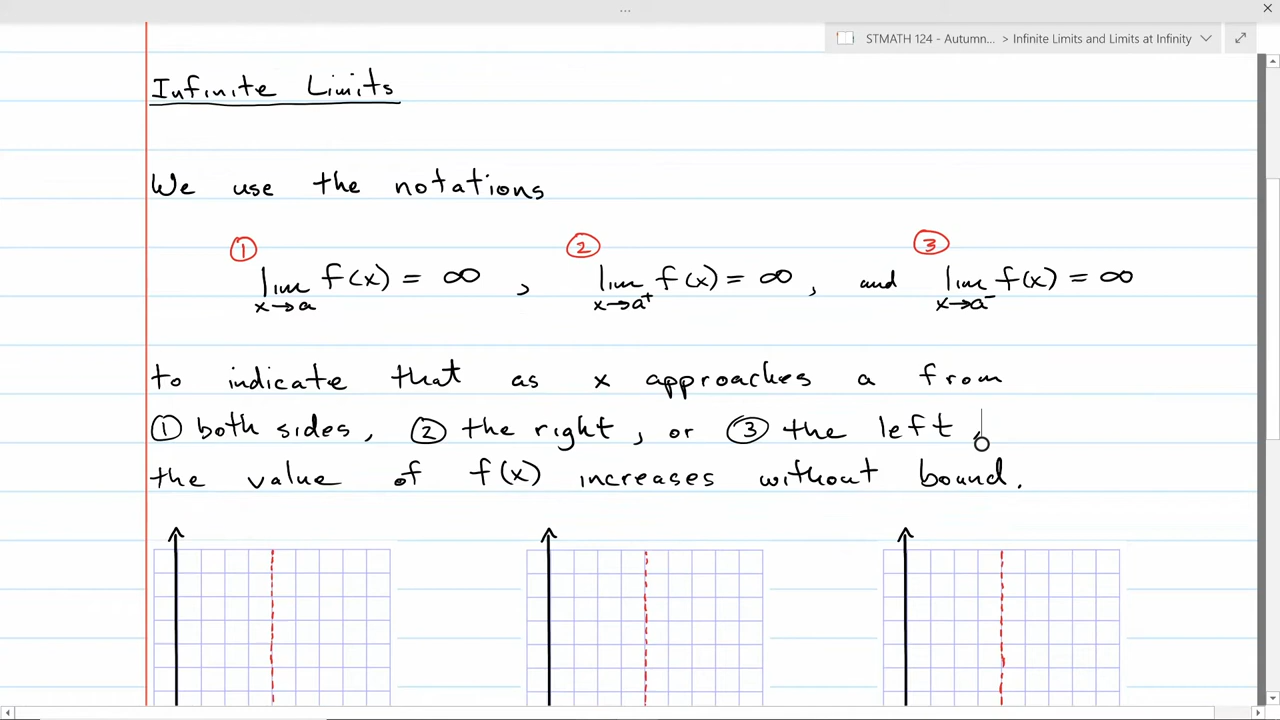 ...
STMATH 124 - Autumn... > Infinite Limits and Limits at Infinity
Infinite Limits
We use the notations
① ② ③
lim x→a f(x) = ∞ , lim x→a⁺ f(x) = ∞ , and lim x→a⁻ f(x) = ∞
to indicate that as x approaches a from
① both sides, ② the right, or ③ the left,
the value of f(x) increases without bound.